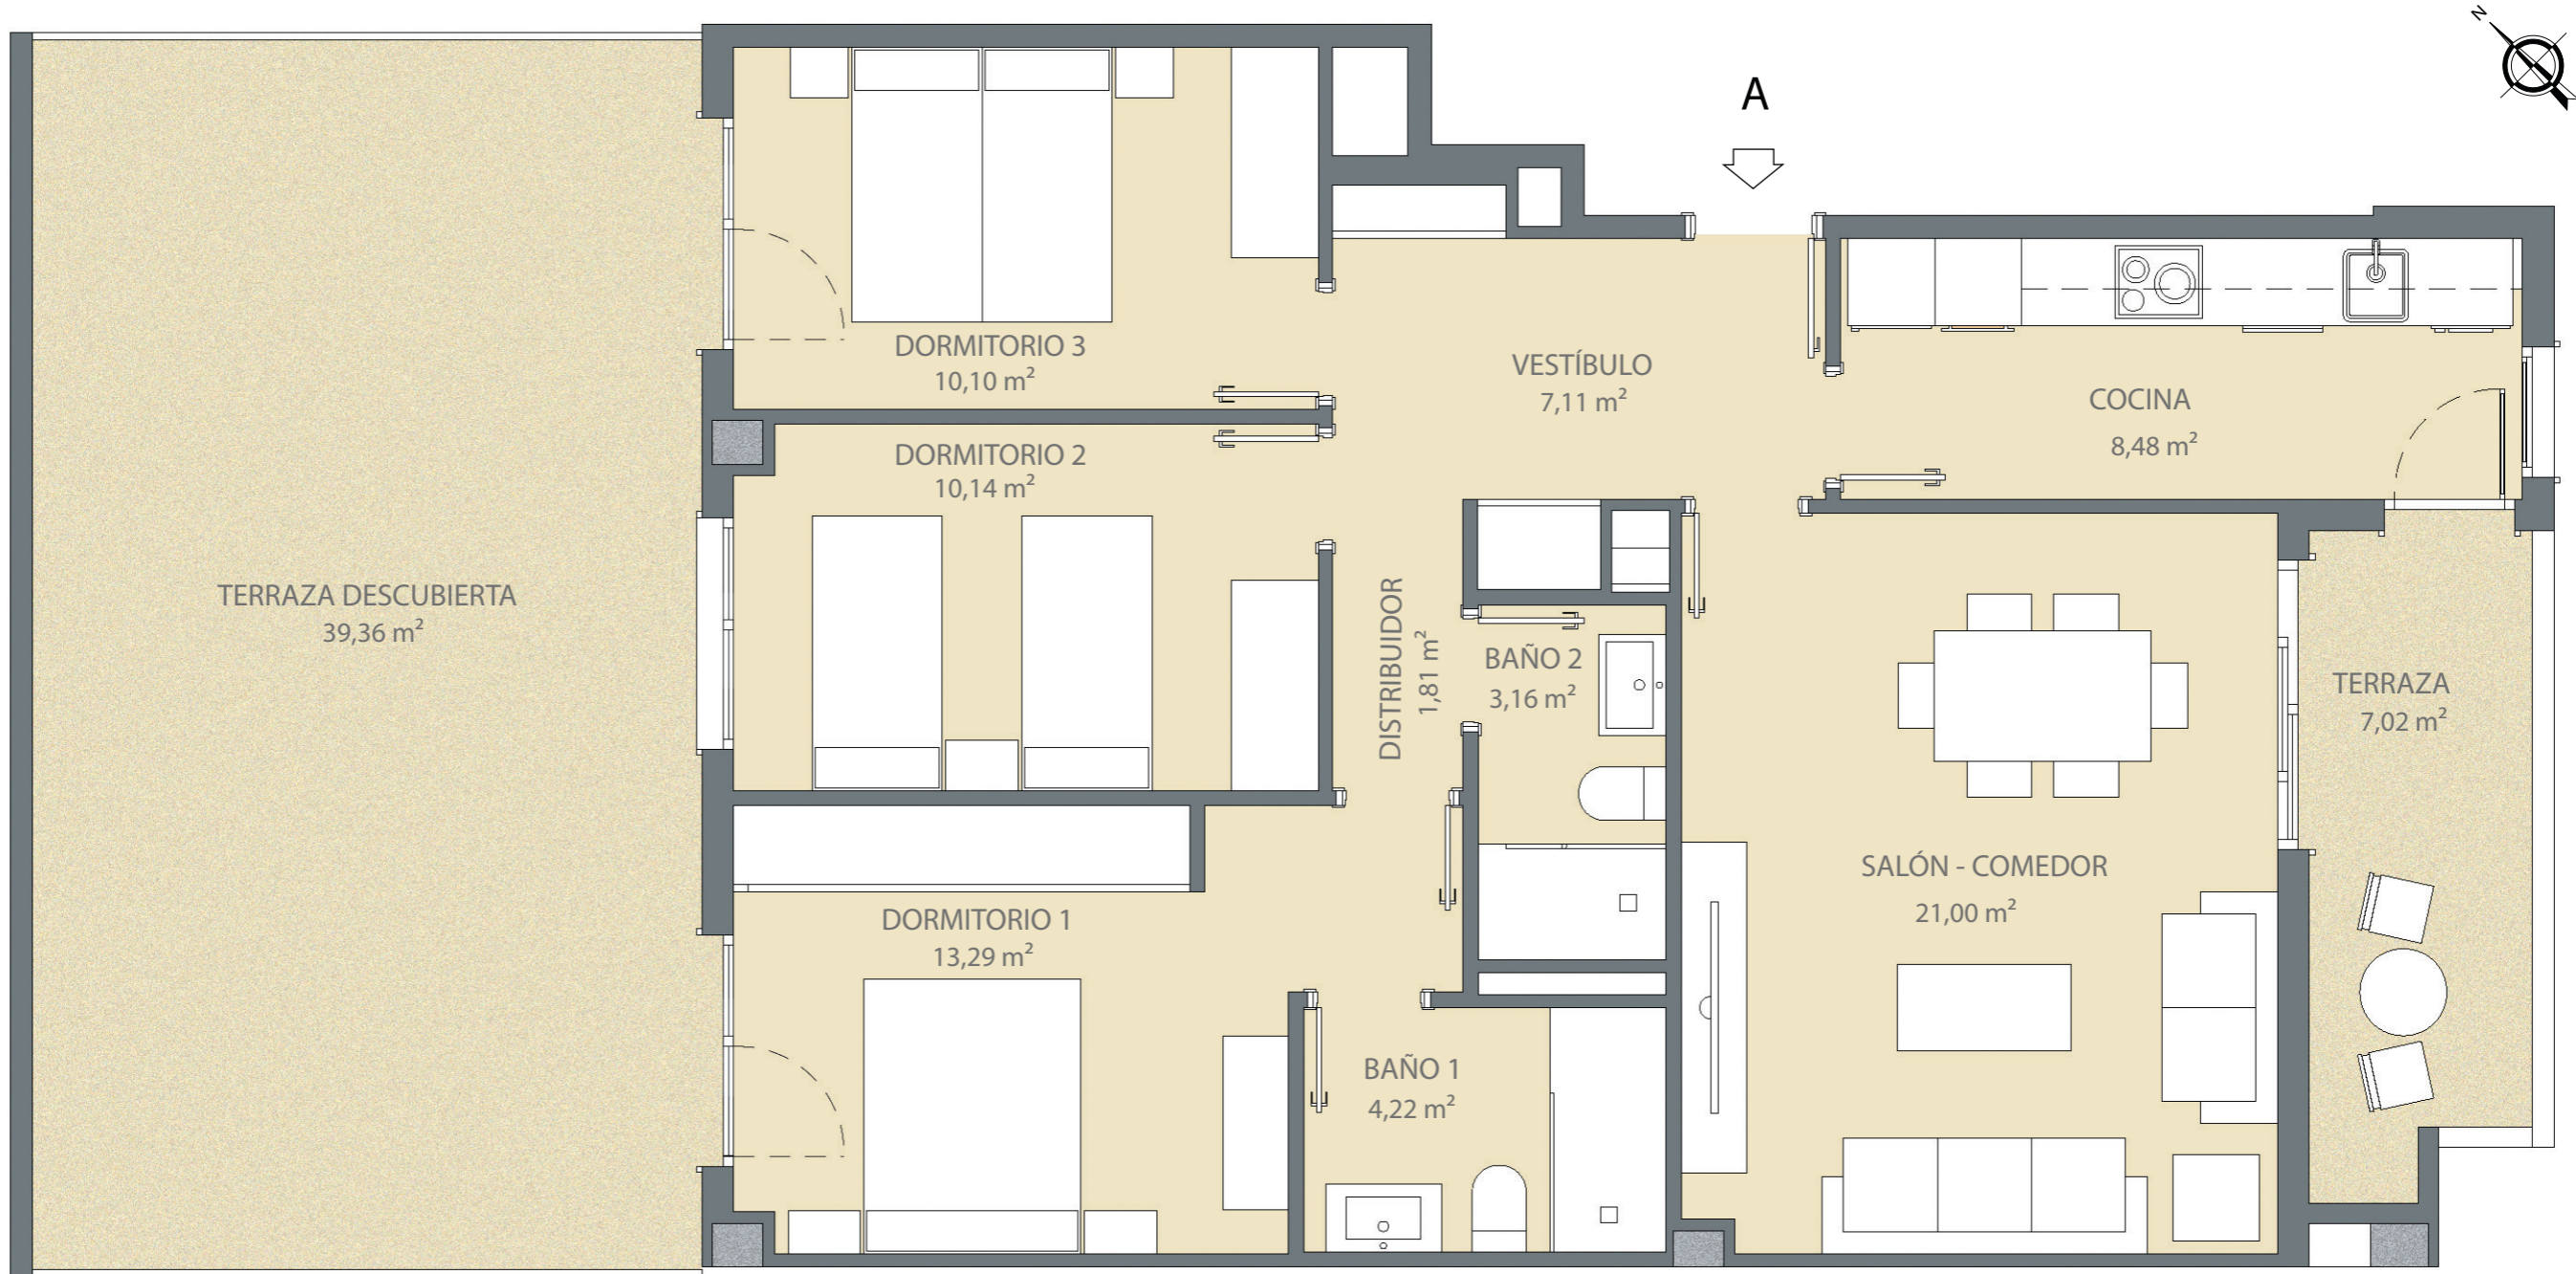 N
A
DORMITORIO 3
10,10 m²
VESTÍBULO
7,11 m²
COCINA
8,48 m²
DORMITORIO 2
10,14 m²
TERRAZA DESCUBIERTA
39,36 m²
DISTRIBUIDOR
1,81 m²
BAÑO 2
3,16 m²
TERRAZA
7,02 m²
SALÓN - COMEDOR
21,00 m²
DORMITORIO 1
13,29 m²
BAÑO 1
4,22 m²